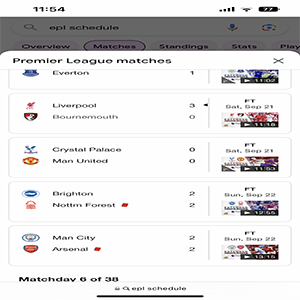 11:54
epl schedule
Overview Matches Standings Stats Play
Premier League matches
Everton 1
11:02
Liverpool 3 FT
Bournemouth 0 Sat, Sep 21
11:18
Crystal Palace 0 FT
Man United 0 Sat, Sep 21
11:53
Brighton 2 FT
Nottm Forest 2 Sun, Sep 22
12:55
Man City 2 FT
Arsenal 2 Sun, Sep 22
13:15
Matchday 6 of 38
epl schedule